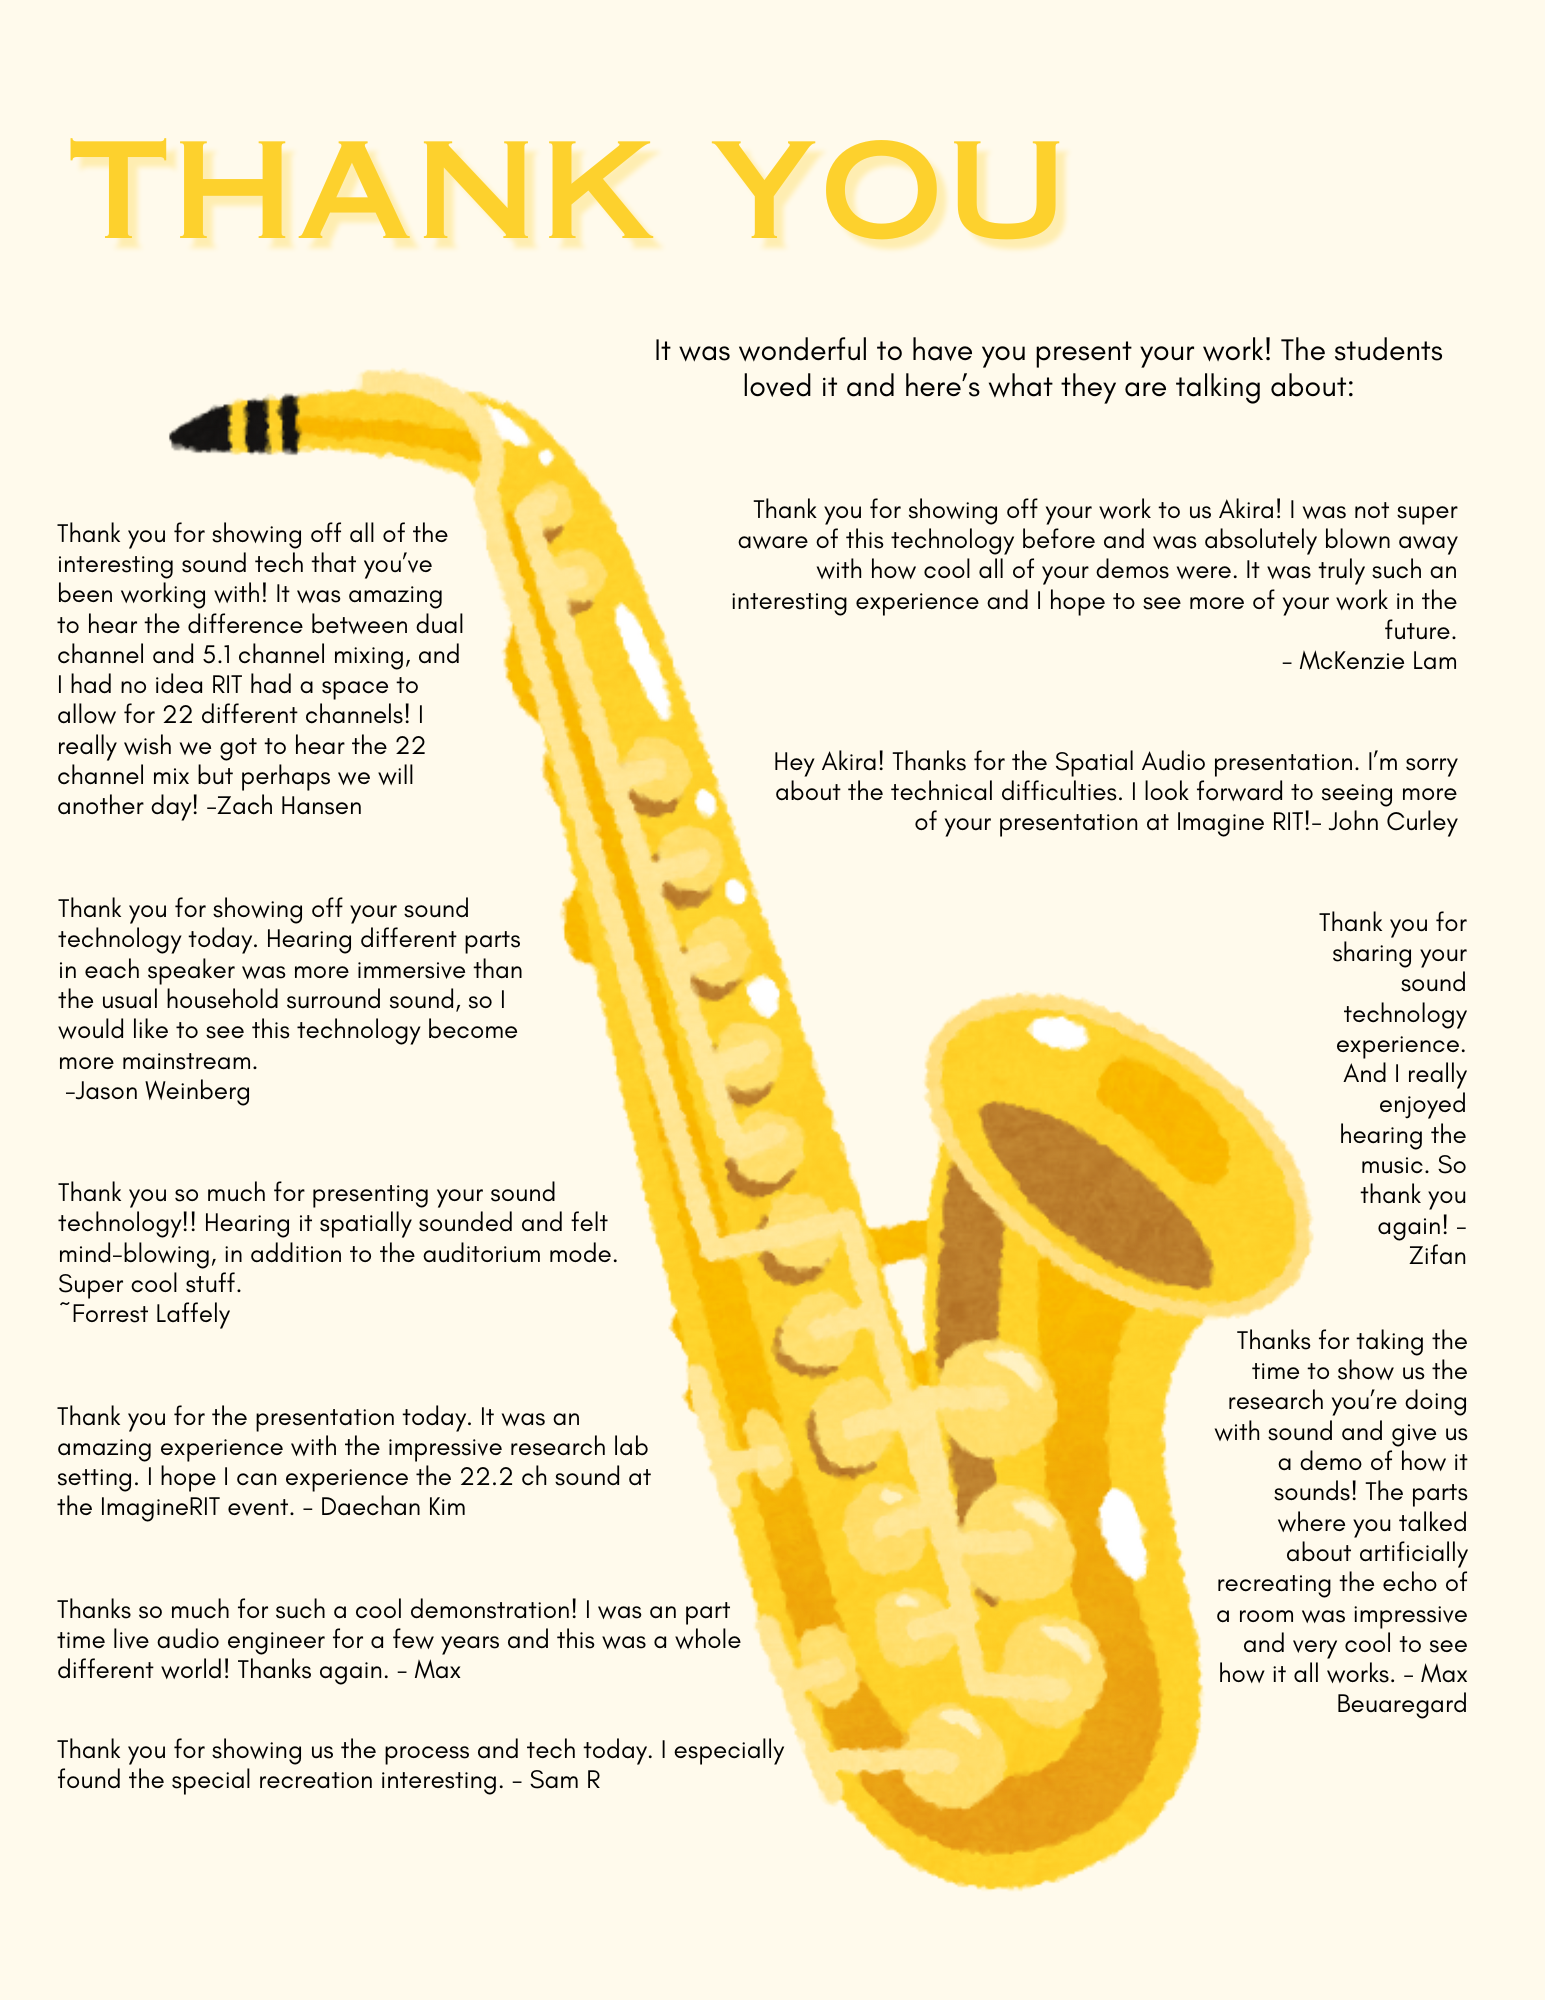 THANK YOU
It was wonderful to have you present your work! The students
loved it and here's what they are talking about:
Thank you for showing off all of the
interesting sound tech that you've
been working with! It was amazing
to hear the difference between dual
channel and 5.1 channel mixing, and
I had no idea RIT had a space to
allow for 22 different channels! I
really wish we got to hear the 22
channel mix but perhaps we will
another day! -Zach Hansen
Thank you for showing off your sound
technology today. Hearing different parts
in each speaker was more immersive than
the usual household surround sound, so I
would like to see this technology become
more mainstream.
-Jason Weinberg
Thank you so much for presenting your sound
technology!! Hearing it spatially sounded and felt
mind-blowing, in addition to the auditorium mode.
Super cool stuff.
~Forrest Laffely
Thank you for the presentation today. It was an
amazing experience with the impressive research lab
setting. I hope I can experience the 22.2 ch sound at
the ImagineRIT event. - Daechan Kim
Thanks so much for such a cool demonstration! I was an part
time live audio engineer for a few years and this was a whole
different world! Thanks again. - Max
Thank you for showing us the process and tech today. I especially
found the special recreation interesting. - Sam R
Thank you for showing off your work to us Akira! I was not super
aware of this technology before and was absolutely blown away
with how cool all of your demos were. It was truly such an
interesting experience and I hope to see more of your work in the
future.
- McKenzie Lam
Hey Akira! Thanks for the Spatial Audio presentation. I'm sorry
about the technical difficulties. I look forward to seeing more
of your presentation at Imagine RIT!- John Curley
Thank you for
sharing your
sound
technology
experience.
And I really
enjoyed
hearing the
music. So
thank you
again! -
Zifan
Thanks for taking the
time to show us the
research you're doing
with sound and give us
a demo of how it
sounds! The parts
where you talked
about artificially
recreating the echo of
a room was impressive
and very cool to see
how it all works. - Max
Beuaregard